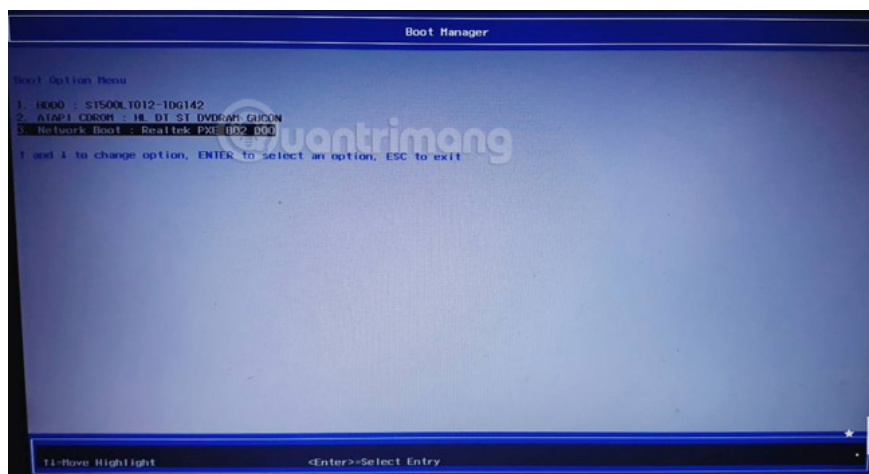 Boot Manager
Boot Option Menu
1. HDD0 : ST500LT012-1DG142
2. ATAPI CDROM : HL DT ST DVDRAM GUCON
3. Network Boot : Realtek PXE B02 D00
Quantrimang
↑ and ↓ to change option, ENTER to select an option, ESC to exit
↑↓=Move Highlight
<Enter>=Select Entry